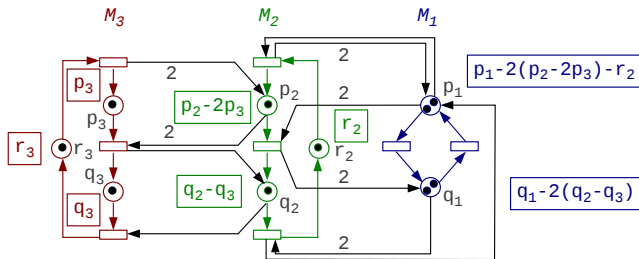 M₃ M₂ M₁
2
2
p₁-2(p₂-2p₃)-r₂
p₃
p₂-2p₃
p₂
2
p₁
p₃
2
r₂
r₃
r₃
r₂
q₃
q₂-q₃
2
q₃
q₂
q₁
q₁-2(q₂-q₃)
2